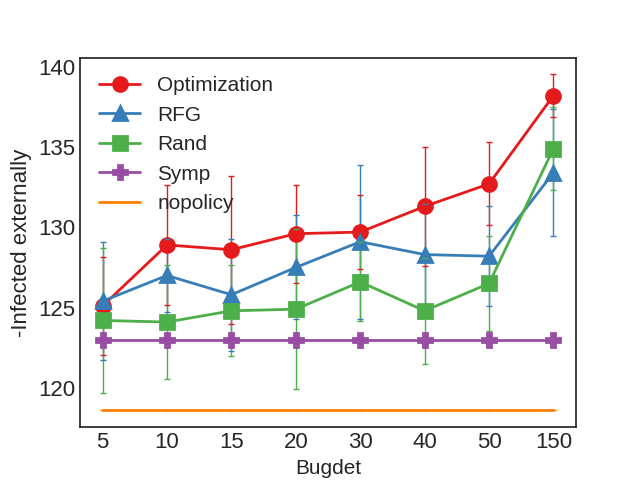 140
135
130
125
120
-Infected externally
Optimization
RFG
Rand
Symp
nopolicy
5 10 15 20 30 40 50 150
Bugdet